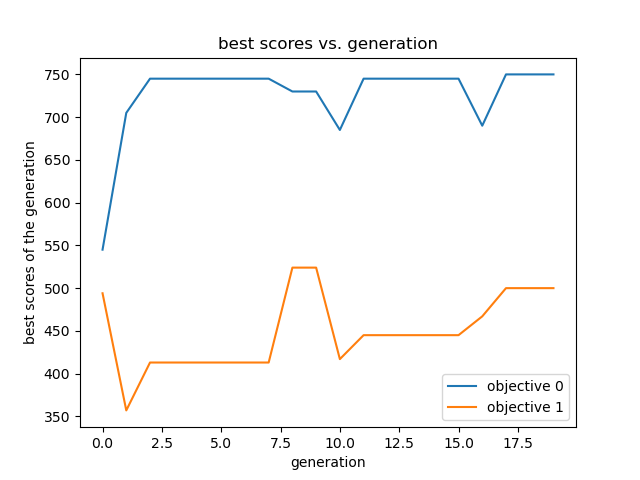 best scores vs. generation
best scores of the generation
750
700
650
600
550
500
450
400
350
0.0 2.5 5.0 7.5 10.0 12.5 15.0 17.5
generation
objective 0
objective 1